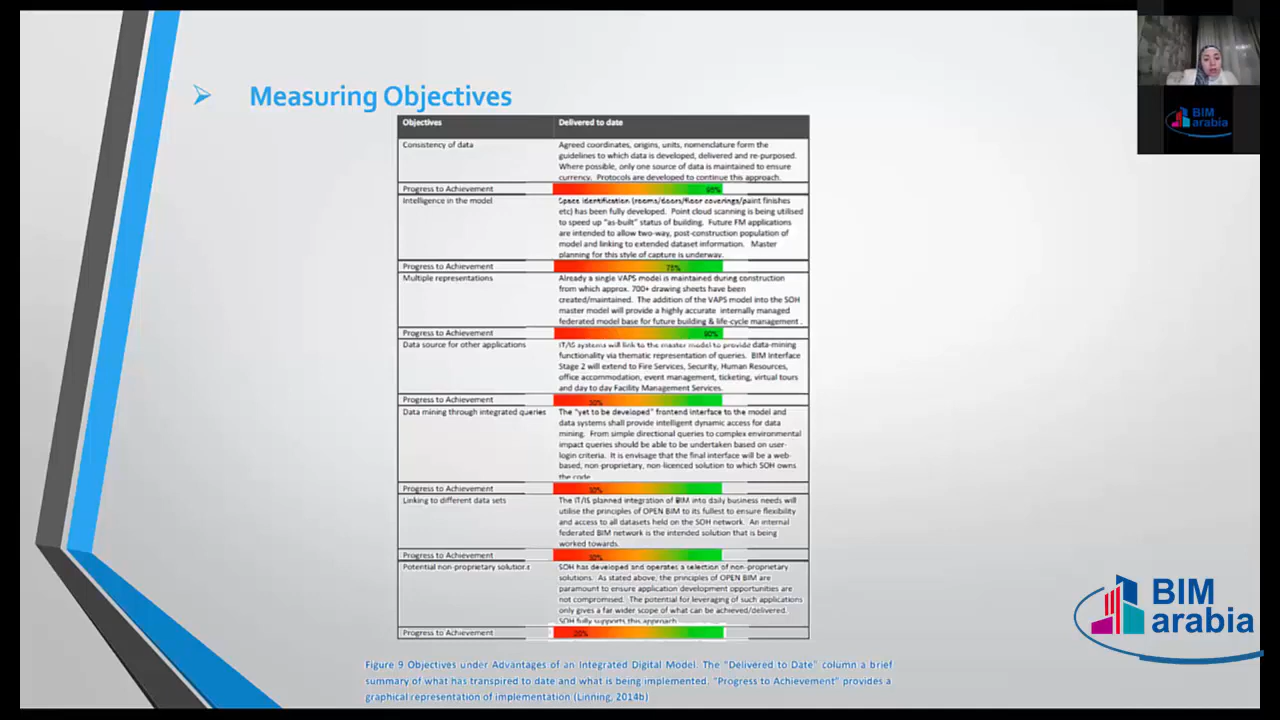 Measuring Objectives
Objectives Delivered to date
Consistency of data
Agreed coordinates, origins, units, nomenclature form the
guidelines to which data is developed, delivered and re-purposed.
Where possible, only one source of data is maintained to ensure
currency. Protocols are developed to continue this approach.
Progress to Achievement
Intelligence in the model
Space identification (rooms/doors/floor coverings/paint finishes
etc) has been fully developed. Point cloud scanning is being utilised
to speed up "as-built" status of building. Future FM applications
are intended to allow two-way, post-construction population of
model and linking to extended dataset information. Master
planning for this style of capture is underway.
Progress to Achievement 75%
Multiple representations
Already a single VAPS model is maintained during construction
from which approx. 700+ drawing sheets have been
created/maintained. The addition of the VAPS model into the SOH
master model will provide a highly accurate internally managed
federated model base for future building & life-cycle management.
Progress to Achievement
Data source for other applications
IT/IS systems will link to the master model to provide data-mining
functionality via thematic representation of queries. BIM Interface
Stage 2 will extend to Fire Services, Security, Human Resources,
office accommodation, event management, ticketing, virtual tours
and day to day Facility Management Services.
Progress to Achievement
Data mining through integrated queries
The "yet to be developed" frontend interface to the model and
data systems shall provide intelligent dynamic access for data
mining. From simple directional queries to complex environmental
impact queries should be able to be undertaken based on user-
login criteria. It is envisage that the final interface will be a web-
based, non proprietary, non-licenced solution to which SOH owns
the code
Progress to Achievement
Linking to different data sets
The IT/IS planned integration of BIM into daily business needs will
utilise the principles of OPEN BIM to its fullest to ensure flexibility
and access to all datasets held on the SOH network. An internal
federated BIM network is the intended solution that is being
worked towards.
Progress to Achievement
Potential non-proprietary solutions
SOH has developed and operates a selection of non-proprietary
solutions. As stated above, the principles of OPEN BIM are
paramount to ensure application development opportunities are
not compromised. The potential for leveraging of such applications
only gives a far wider scope of what can be achieved/delivered.
SOH fully supports this approach
Progress to Achievement 20%
Figure 9 Objectives under Advantages of an Integrated Digital Model. The "Delivered to Date" column a brief
summary of what has transpired to date and what is being implemented. "Progress to Achievement" provides a
graphical representation of implementation (Linning, 2014b)
BIM
arabia
BIM
arabia